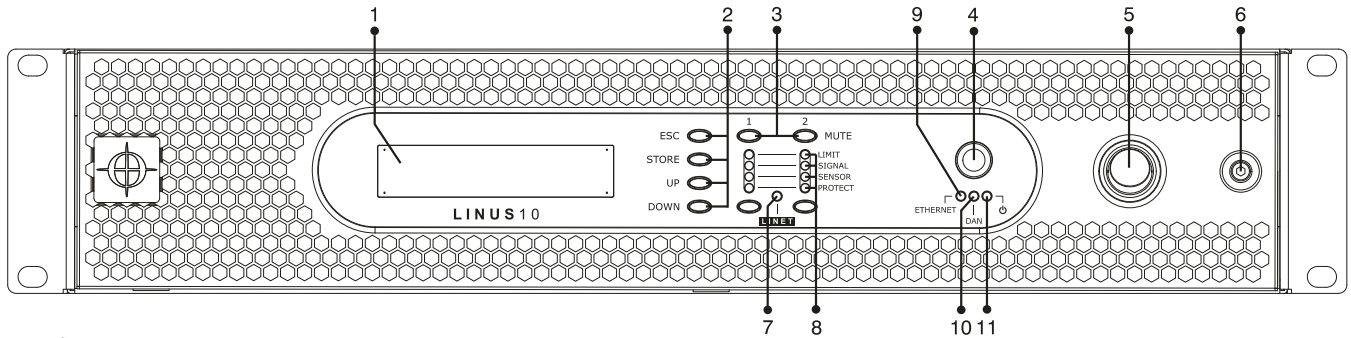 1 2 3 9 4 5 6
1 2
ESC MUTE
STORE LIMIT
SIGNAL
UP SENSOR
PROTECT
DOWN ETHERNET
LINUS10 LINET DAN
7 8 10 11